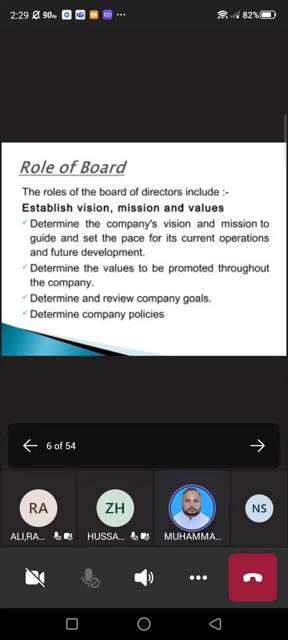 2:29 90Hz 82%
Role of Board
The roles of the board of directors include :-
Establish vision, mission and values
✓ Determine the company's vision and mission to
guide and set the pace for its current operations
and future development.
✓ Determine the values to be promoted throughout
the company.
✓ Determine and review company goals.
✓ Determine company policies
6 of 54
RA ZH NS
ALI,RA... HUSSA... MUHAMMA...